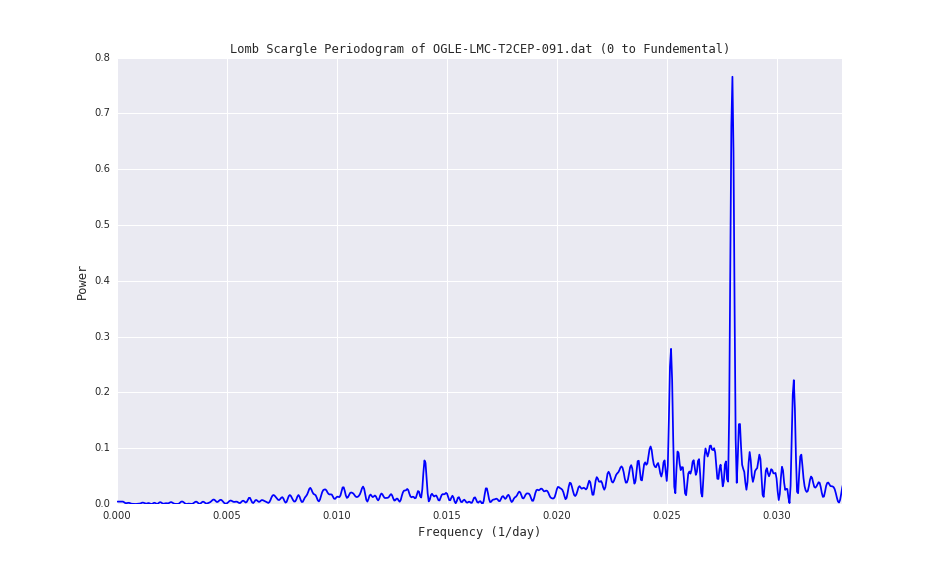 Lomb Scargle Periodogram of OGLE-LMC-T2CEP-091.dat (0 to Fundemental)
0.8
0.7
0.6
0.5
0.4
0.3
0.2
0.1
0.0
Power
0.000 0.005 0.010 0.015 0.020 0.025 0.030
Frequency (1/day)